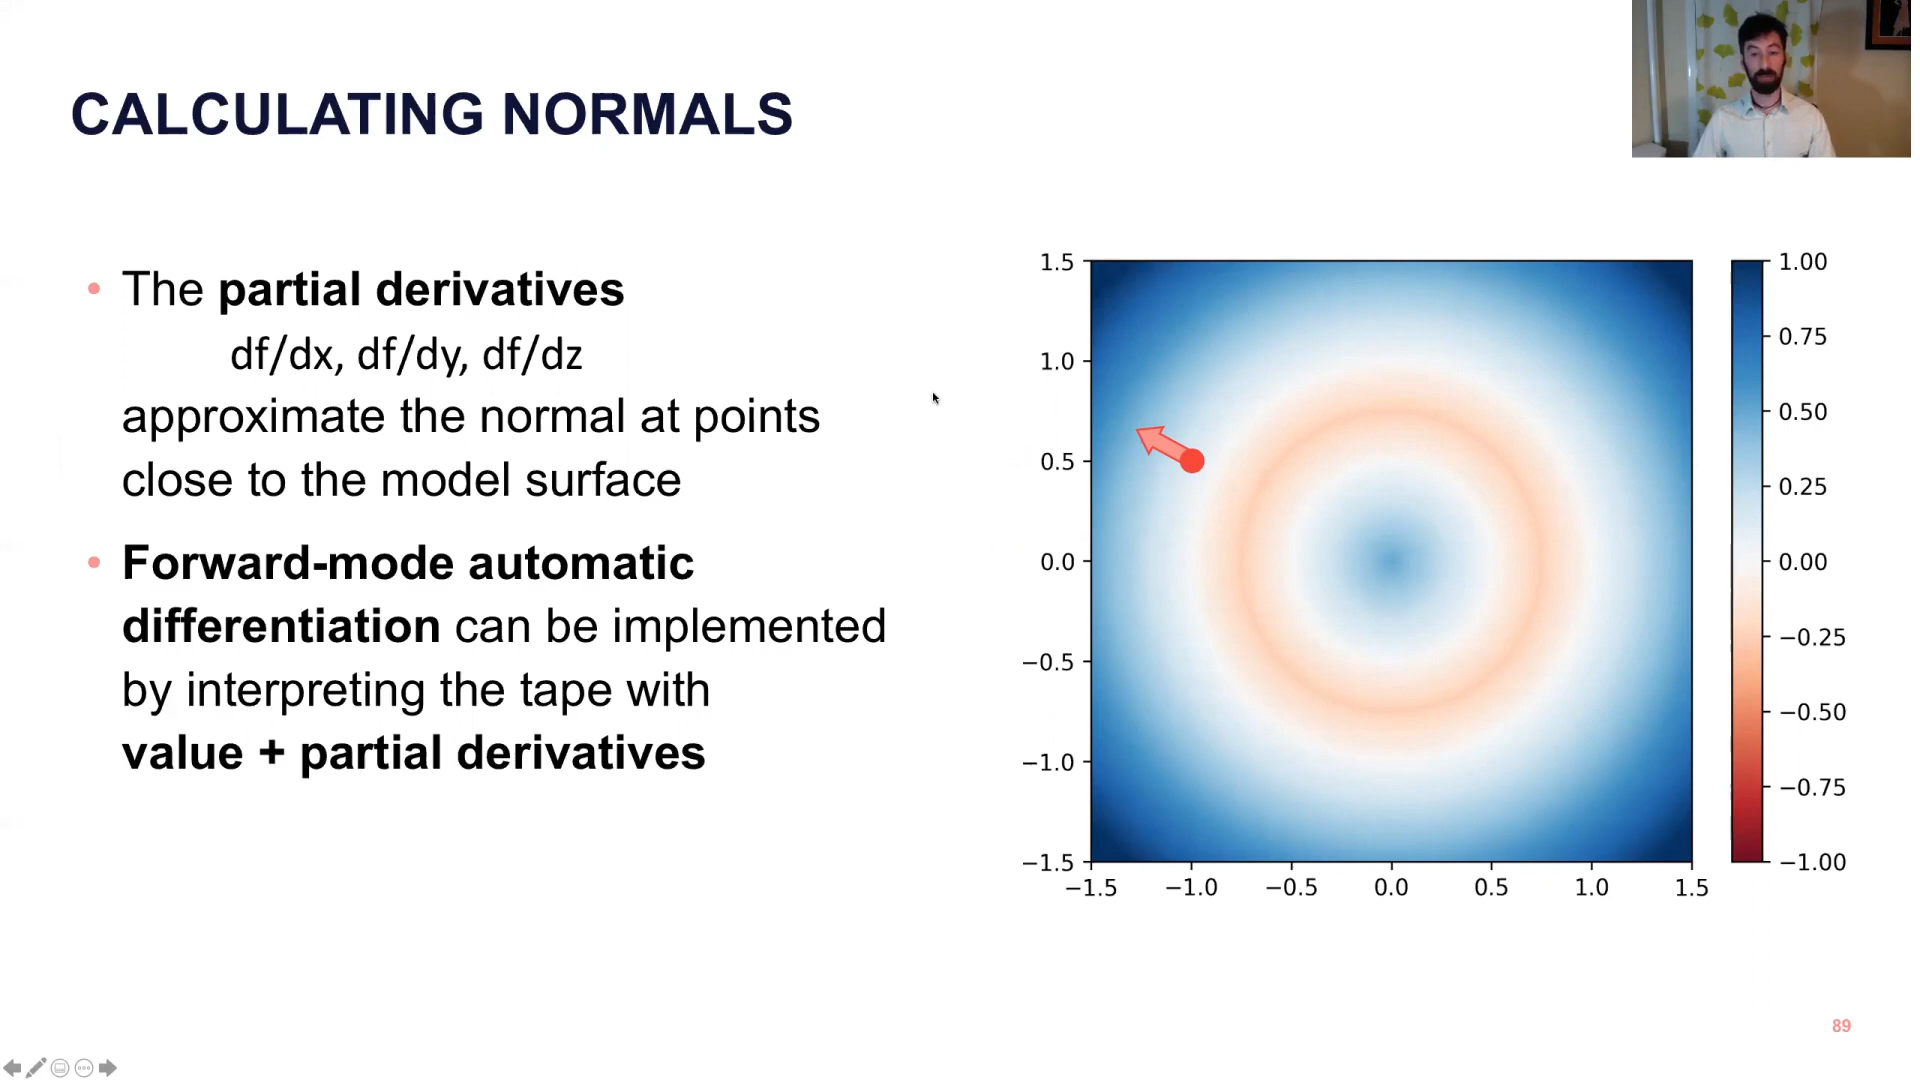 CALCULATING NORMALS
• The partial derivatives
df/dx, df/dy, df/dz
approximate the normal at points
close to the model surface
• Forward-mode automatic
differentiation can be implemented
by interpreting the tape with
value + partial derivatives
1.5
1.0
0.5
0.0
−0.5
−1.0
−1.5
−1.5 −1.0 −0.5 0.0 0.5 1.0 1.5
1.00
0.75
0.50
0.25
0.00
−0.25
−0.50
−0.75
−1.00
89